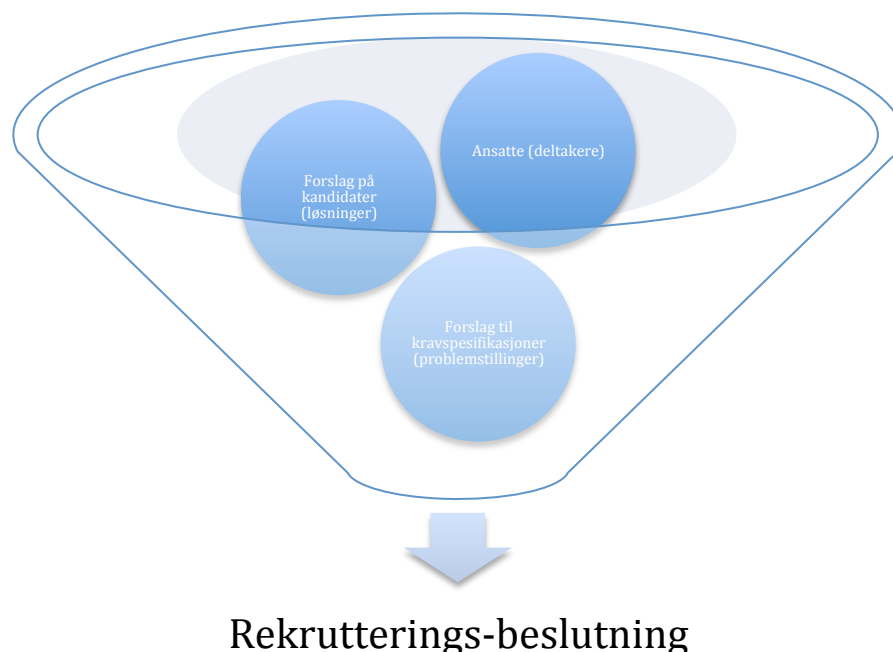 Ansatte (deltakere)
Forslag på
kandidater
(løsninger)
Forslag til
kravspesifikasjoner
(problemstillinger)
Rekrutterings-beslutning